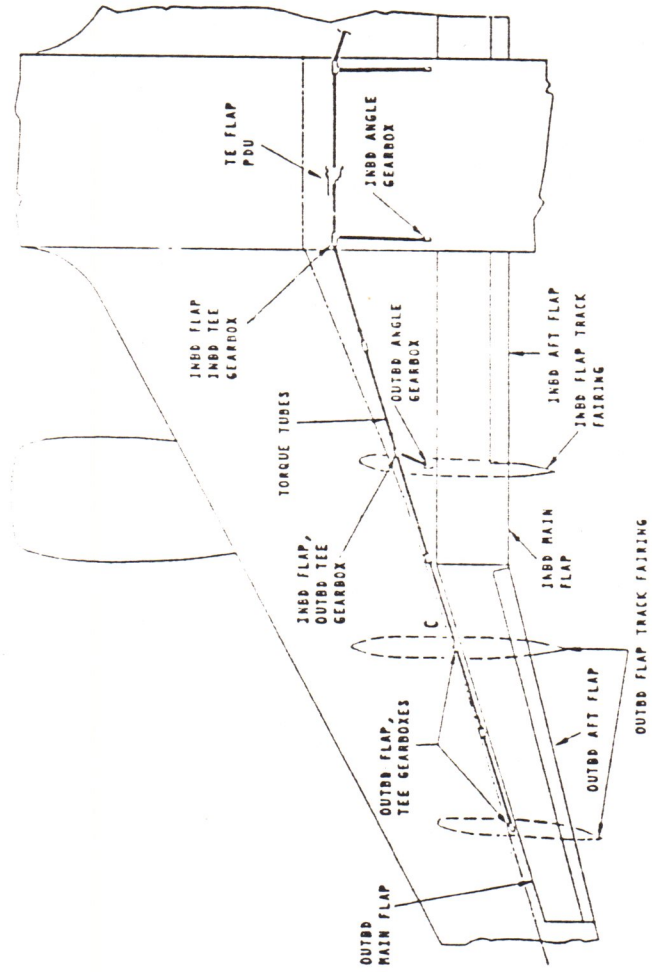 TE FLAP
PDU
INBD ANGLE
GEARBOX
INBD FLAP
INBD TEE
GEARBOX
TORQUE TUBES
OUTBD ANGLE
GEARBOX
INBD AFT FLAP
INBD FLAP TRACK
FAIRING
INBD FLAP,
OUTBD TEE
GEARBOX
INBD MAIN
FLAP
C
OUTBD FLAP,
TEE GEARBOXES
OUTBD AFT FLAP
OUTBD FLAP TRACK FAIRING
OUTBD
MAIN FLAP